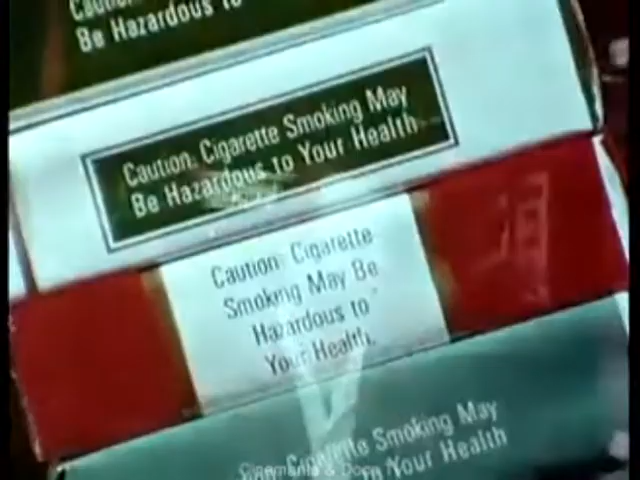 Caution:
Be Hazardous to
Caution: Cigarette Smoking May
Be Hazardous to Your Health
Caution: Cigarette
Smoking May Be
Hazardous to
Your Health.
Cigarette Smoking May
to Your Health